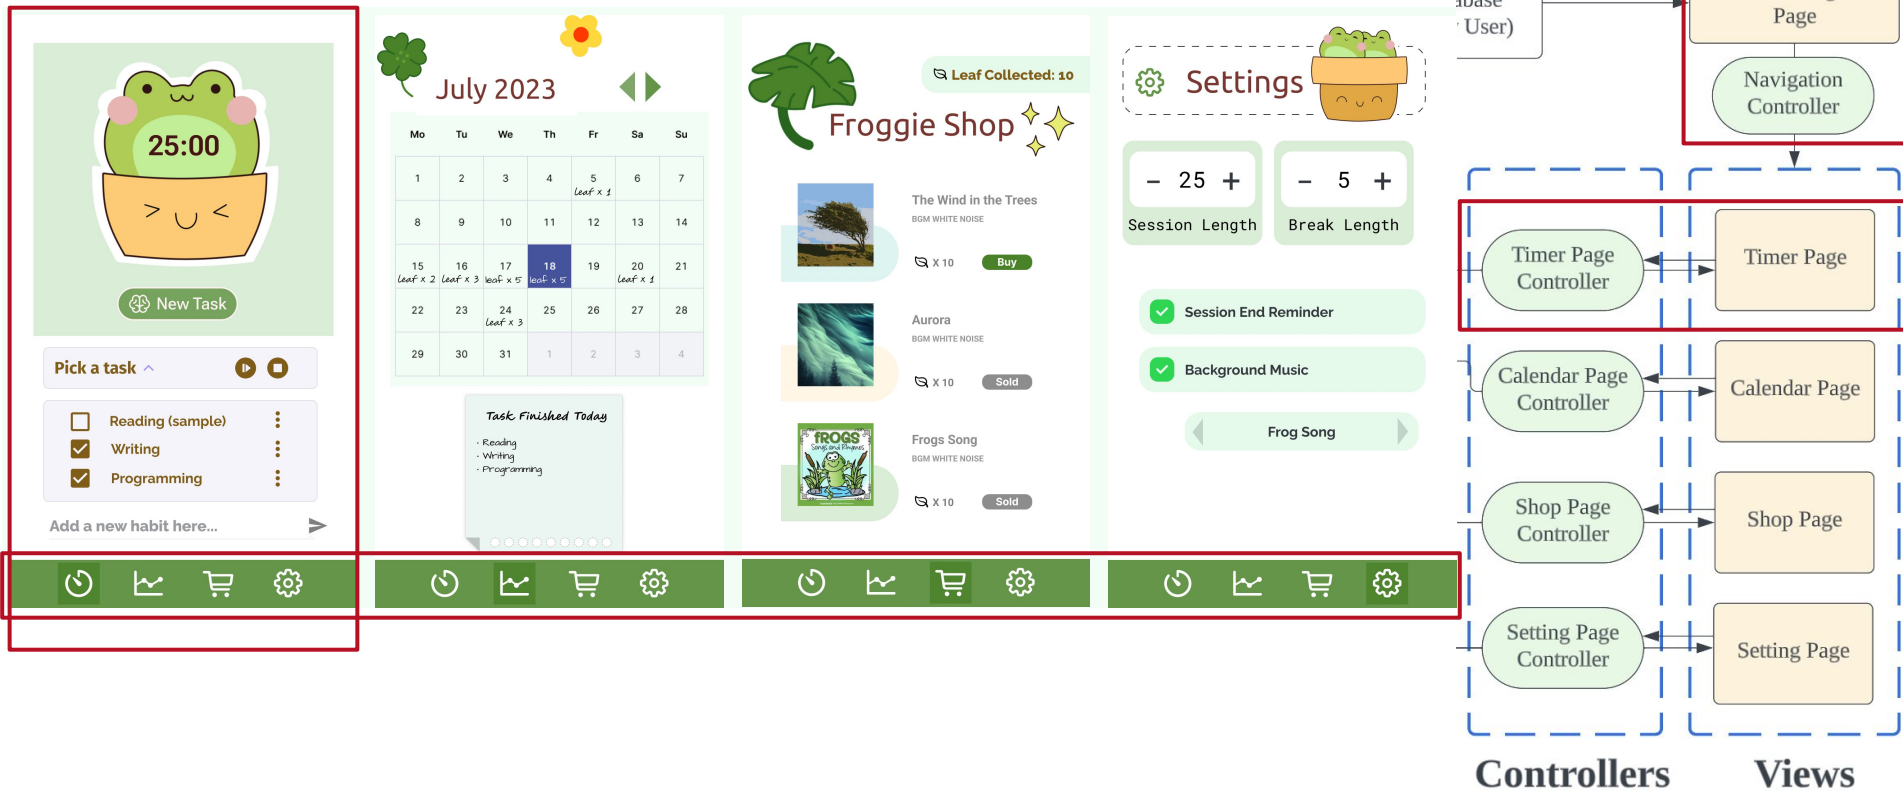 25:00
New Task
Pick a task
Reading (sample)
Writing
Programming
Add a new habit here...
July 2023
Mo Tu We Th Fr Sa Su
1 2 3 4 5 6 7
leaf x 1
8 9 10 11 12 13 14
15 16 17 18 19 20 21
leaf x 2 leaf x 3 leaf x 5 leaf x 5 leaf x 1
22 23 24 25 26 27 28
leaf x 3
29 30 31 1 2 3 4
Task Finished Today
- Reading
- Writing
- Programming
Leaf Collected: 10
Froggie Shop
The Wind in the Trees
BGM WHITE NOISE
X 10 Buy
Aurora
BGM WHITE NOISE
X 10 Sold
fROGS
Songs and Rhymes
Frogs Song
BGM WHITE NOISE
X 10 Sold
Settings
- 25 +
Session Length
- 5 +
Break Length
Session End Reminder
Background Music
Frog Song
User)
Page
Navigation
Controller
Timer Page
Controller
Timer Page
Calendar Page
Controller
Calendar Page
Shop Page
Controller
Shop Page
Setting Page
Controller
Setting Page
Controllers
Views